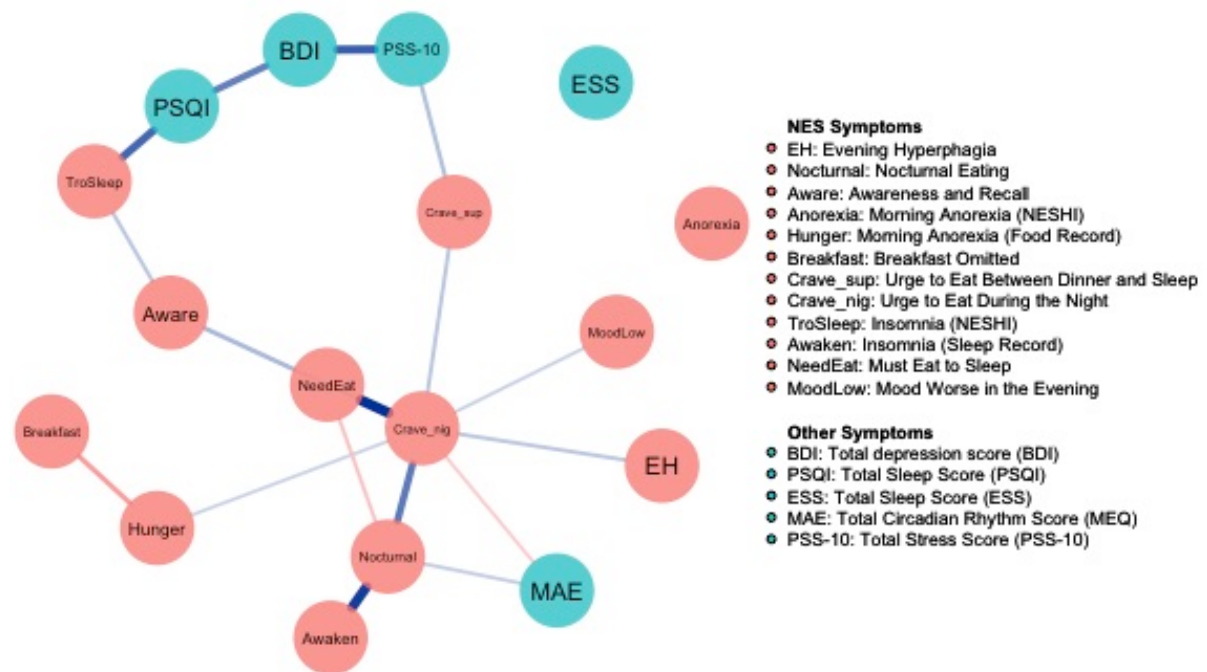 BDI
PSS-10
ESS
PSQI
TroSleep
Crave_sup
Anorexia
Aware
MoodLow
NeedEat
Crave_nig
Breakfast
EH
Hunger
Nocturnal
MAE
Awaken
NES Symptoms
EH: Evening Hyperphagia
Nocturnal: Nocturnal Eating
Aware: Awareness and Recall
Anorexia: Morning Anorexia (NESHI)
Hunger: Morning Anorexia (Food Record)
Breakfast: Breakfast Omitted
Crave_sup: Urge to Eat Between Dinner and Sleep
Crave_nig: Urge to Eat During the Night
TroSleep: Insomnia (NESHI)
Awaken: Insomnia (Sleep Record)
NeedEat: Must Eat to Sleep
MoodLow: Mood Worse in the Evening
Other Symptoms
BDI: Total depression score (BDI)
PSQI: Total Sleep Score (PSQI)
ESS: Total Sleep Score (ESS)
MAE: Total Circadian Rhythm Score (MEQ)
PSS-10: Total Stress Score (PSS-10)